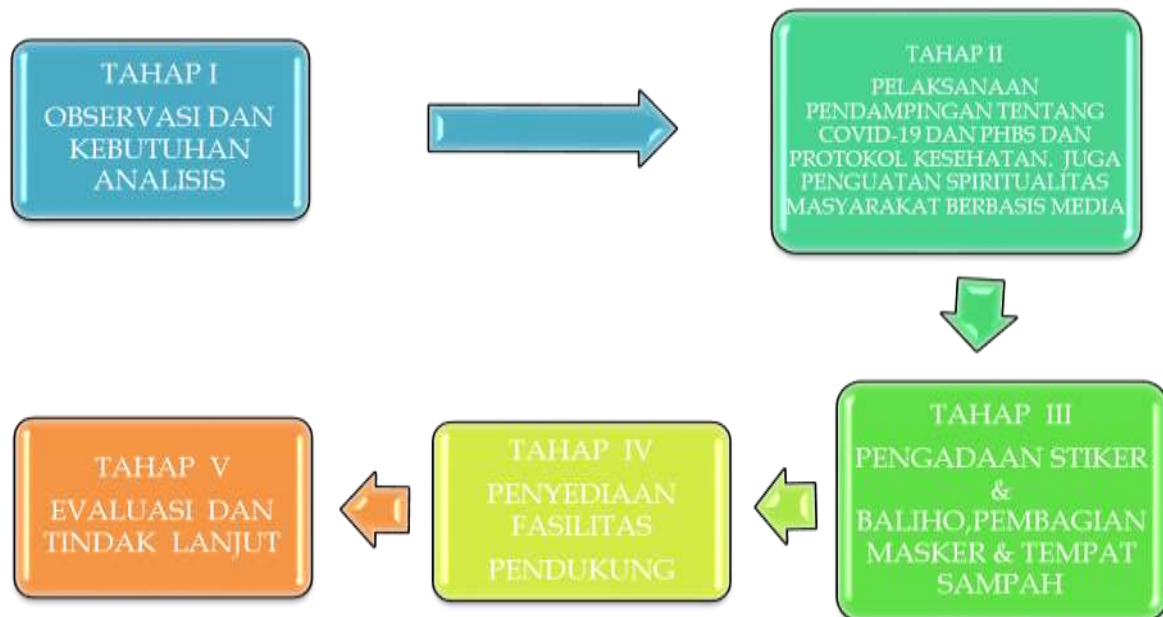 TAHAP I
OBSERVASI DAN
KEBUTUHAN
ANALISIS
TAHAP II
PELAKSANAAN
PENDAMPINGAN TENTANG
COVID-19 DAN PHBS DAN
PROTOKOL KESEHATAN. JUGA
PENGUATAN SPIRITUALITAS
MASYARAKAT BERBASIS MEDIA
TAHAP III
PENGADAAN STIKER
&
BALIHO,PEMBAGIAN
MASKER & TEMPAT
SAMPAH
TAHAP IV
PENYEDIAAN
FASILITAS
PENDUKUNG
TAHAP V
EVALUASI DAN
TINDAK LANJUT